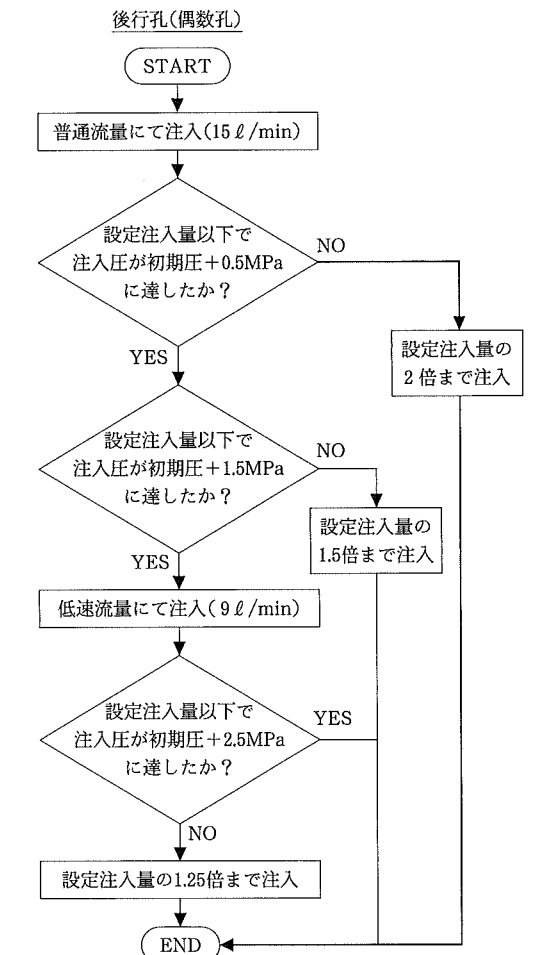 後行孔(偶数孔)
START
普通流量にて注入(15ℓ/min)
設定注入量以下で
注入圧が初期圧+0.5MPa
に達したか?
NO
YES
設定注入量の
2倍まで注入
設定注入量以下で
注入圧が初期圧+1.5MPa
に達したか?
NO
YES
設定注入量の
1.5倍まで注入
低速流量にて注入(9ℓ/min)
設定注入量以下で
注入圧が初期圧+2.5MPa
に達したか?
YES
NO
設定注入量の1.25倍まで注入
END